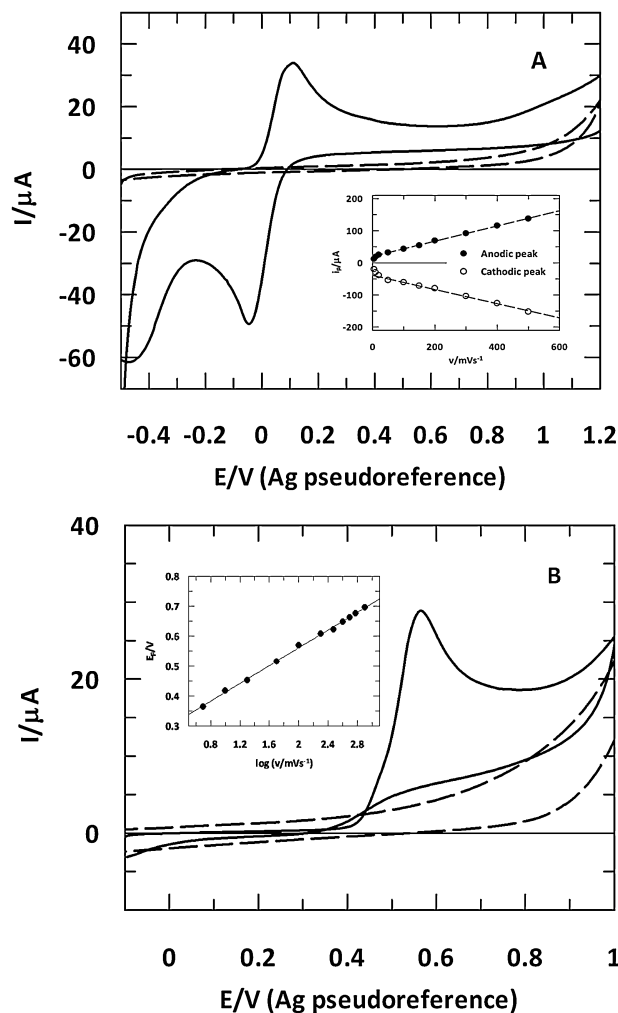 A
40
20
0
-20
-40
-60
I/µA
-0.4 -0.2 0 0.2 0.4 0.6 0.8 1 1.2
E/V (Ag pseudoreference)
200
100
0
-100
-200
iₚ/µA
Anodic peak
Cathodic peak
0 200 400 600
v/mVs⁻¹
B
40
20
0
I/µA
0 0.2 0.4 0.6 0.8 1
E/V (Ag pseudoreference)
0.8
0.7
0.6
0.5
0.4
0.3
Eₚ/V
0.8 1.2 1.6 2 2.4 2.8
log (v/mVs⁻¹)